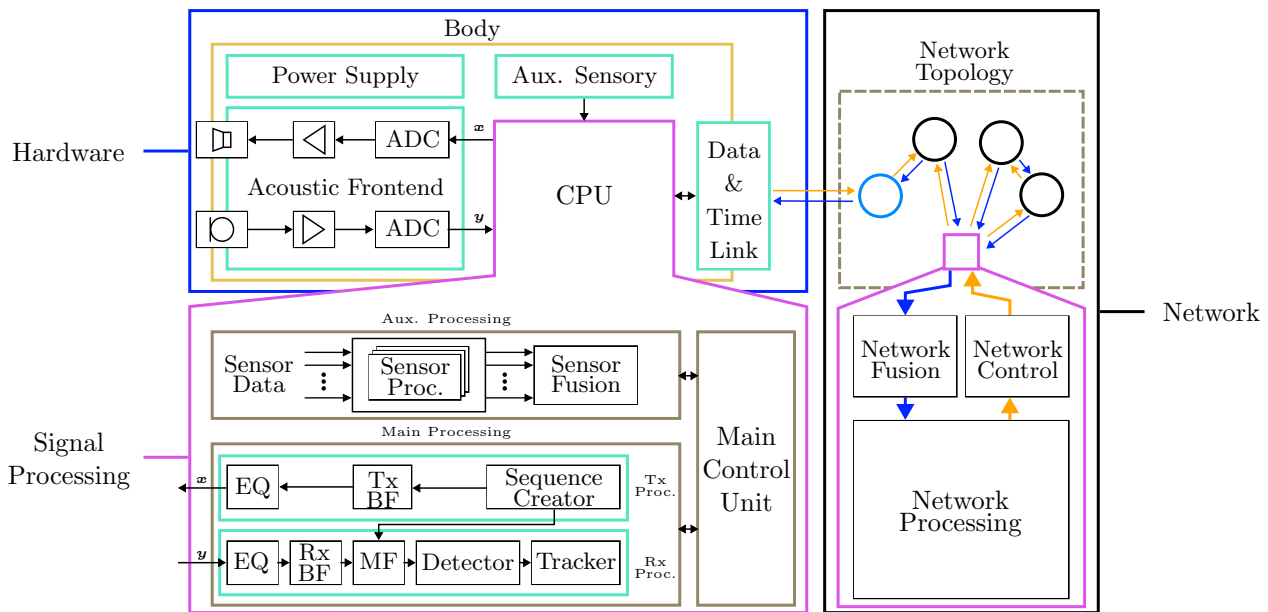 Body
Power Supply
Aux. Sensory
x
ADC
Acoustic Frontend
CPU
y
ADC
Data
&
Time
Link
Hardware
Network
Topology
Network
Network
Fusion
Network
Control
Network
Processing
Aux. Processing
Sensor
Data
Sensor
Proc.
Sensor
Fusion
Main Processing
Signal
Processing
x
EQ
Tx
BF
Sequence
Creator
Tx
Proc.
y
EQ
Rx
BF
MF
Detector
Tracker
Rx
Proc.
Main
Control
Unit